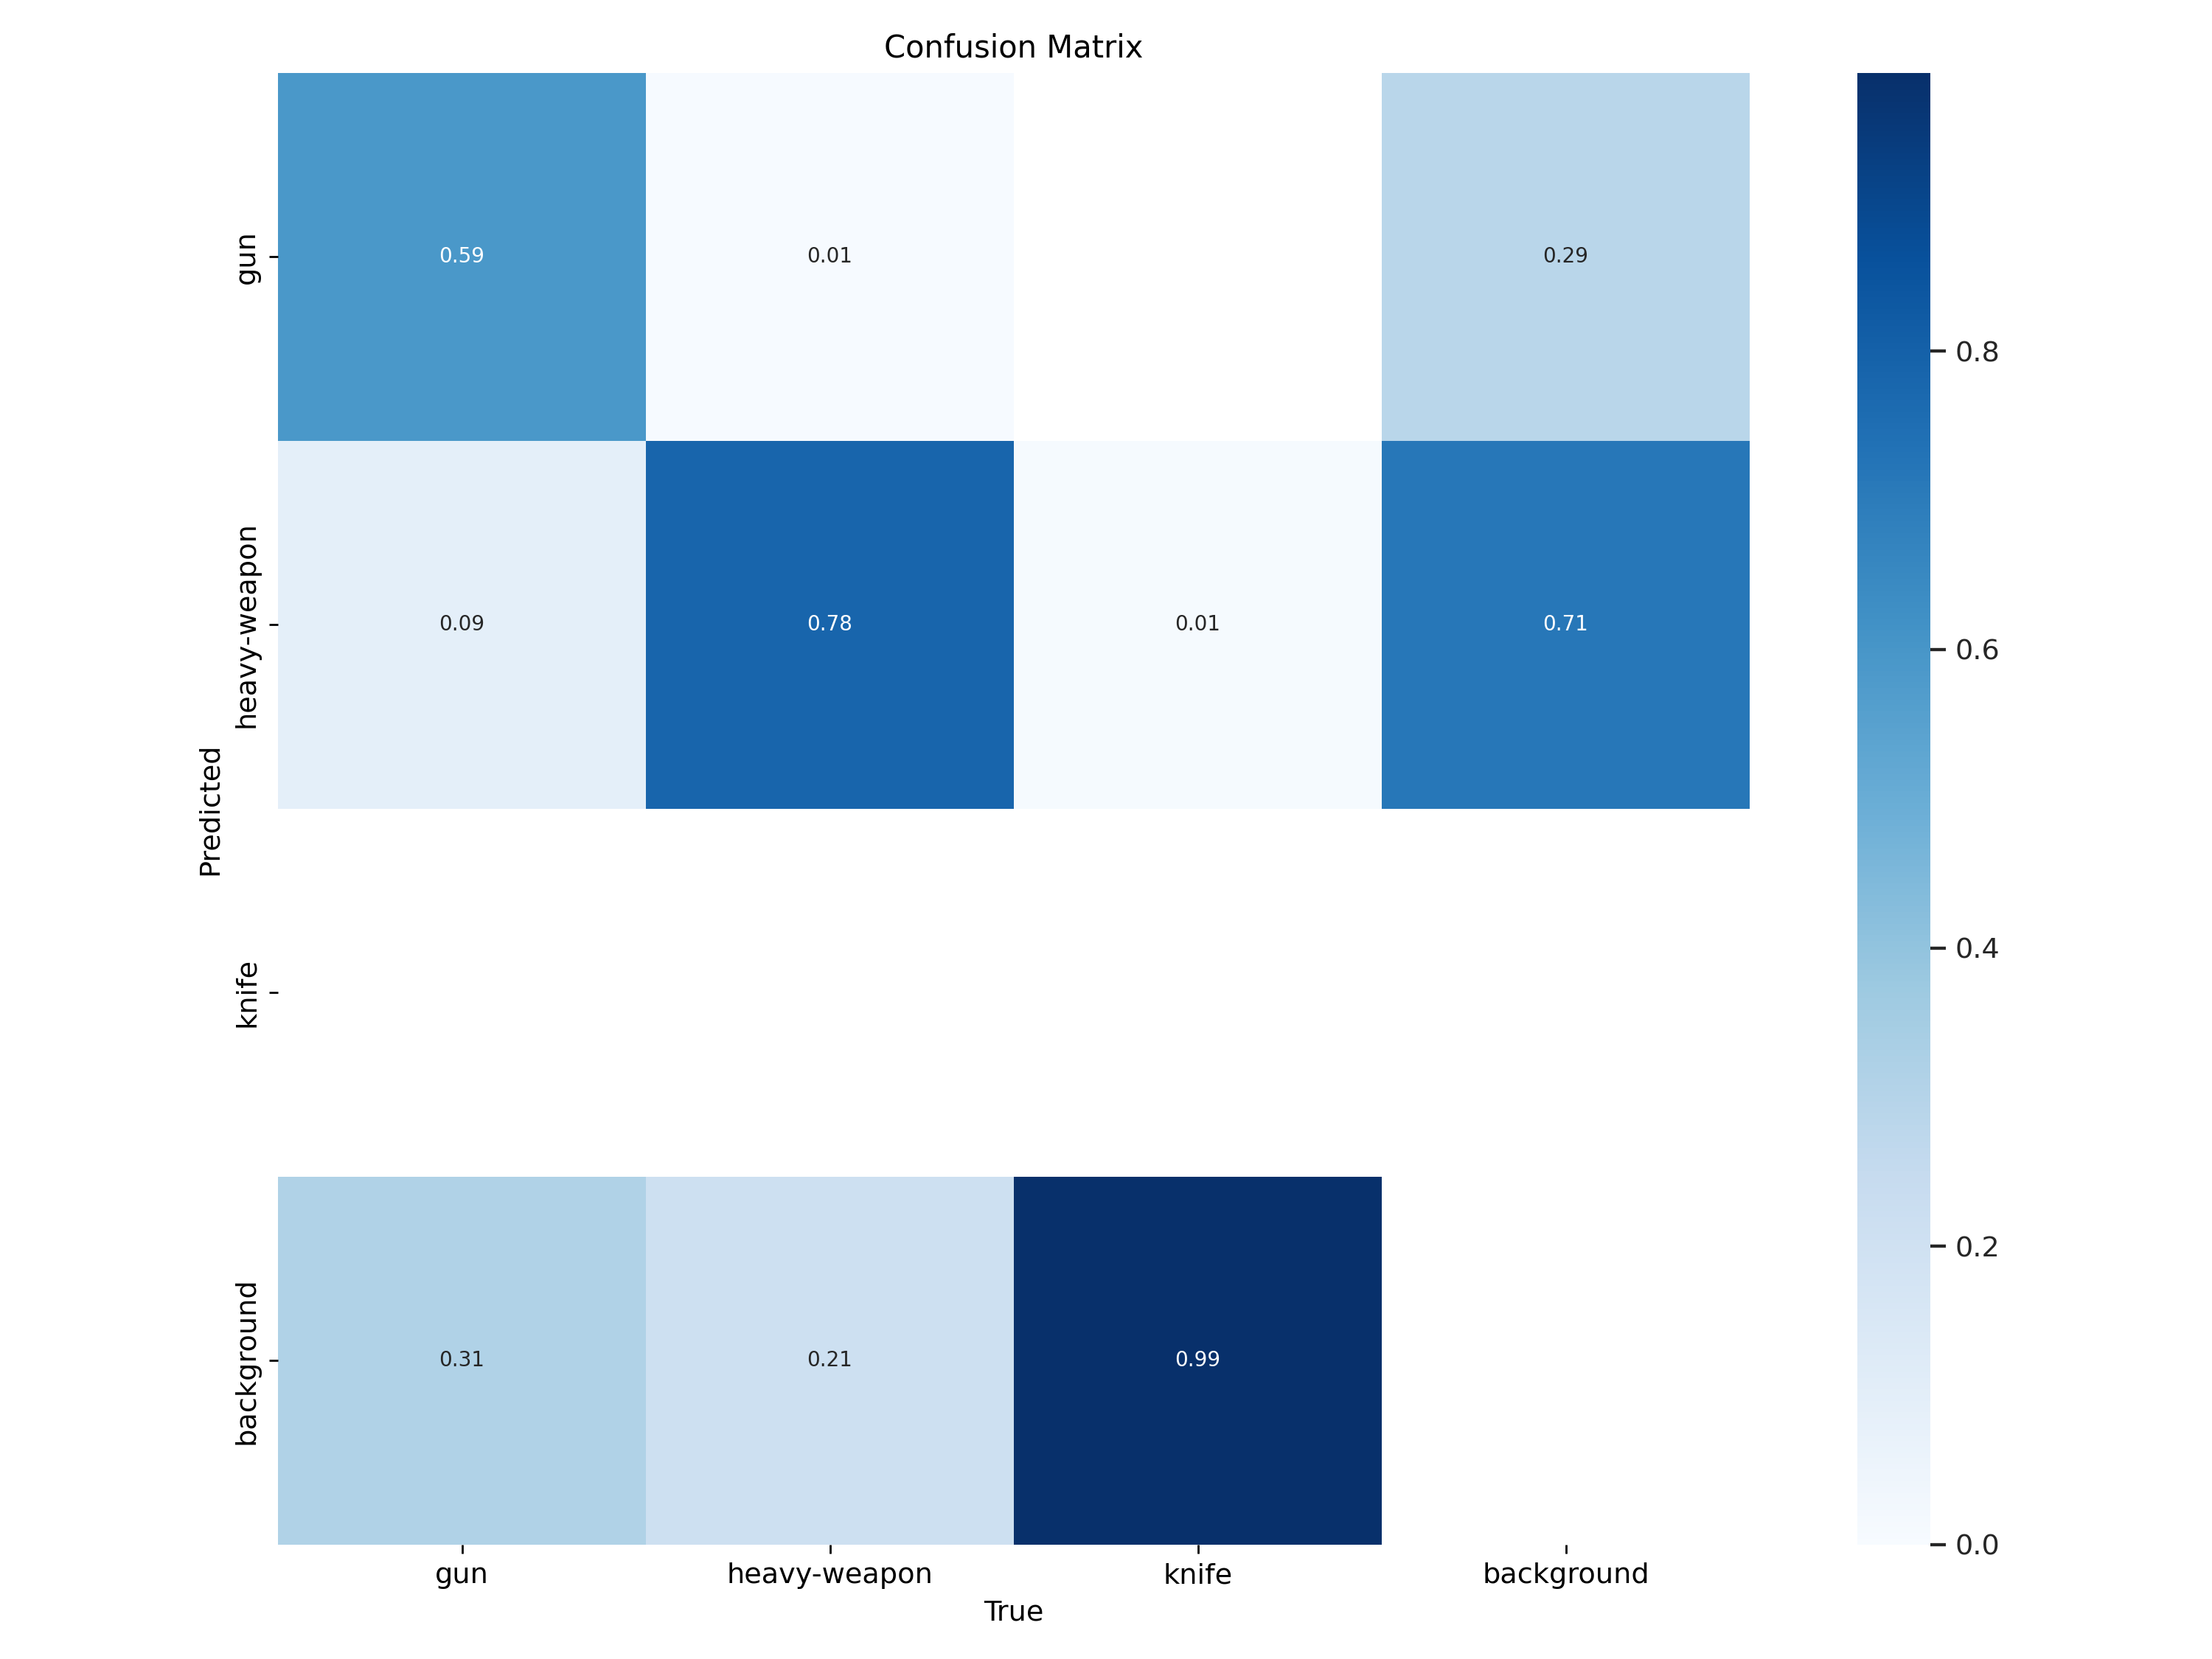 Confusion Matrix
gun
0.59
0.01
0.29
0.8
heavy-weapon
0.09
0.78
0.01
0.71
0.6
Predicted
knife
0.4
background
0.31
0.21
0.99
0.2
0.0
gun
heavy-weapon
knife
background
True